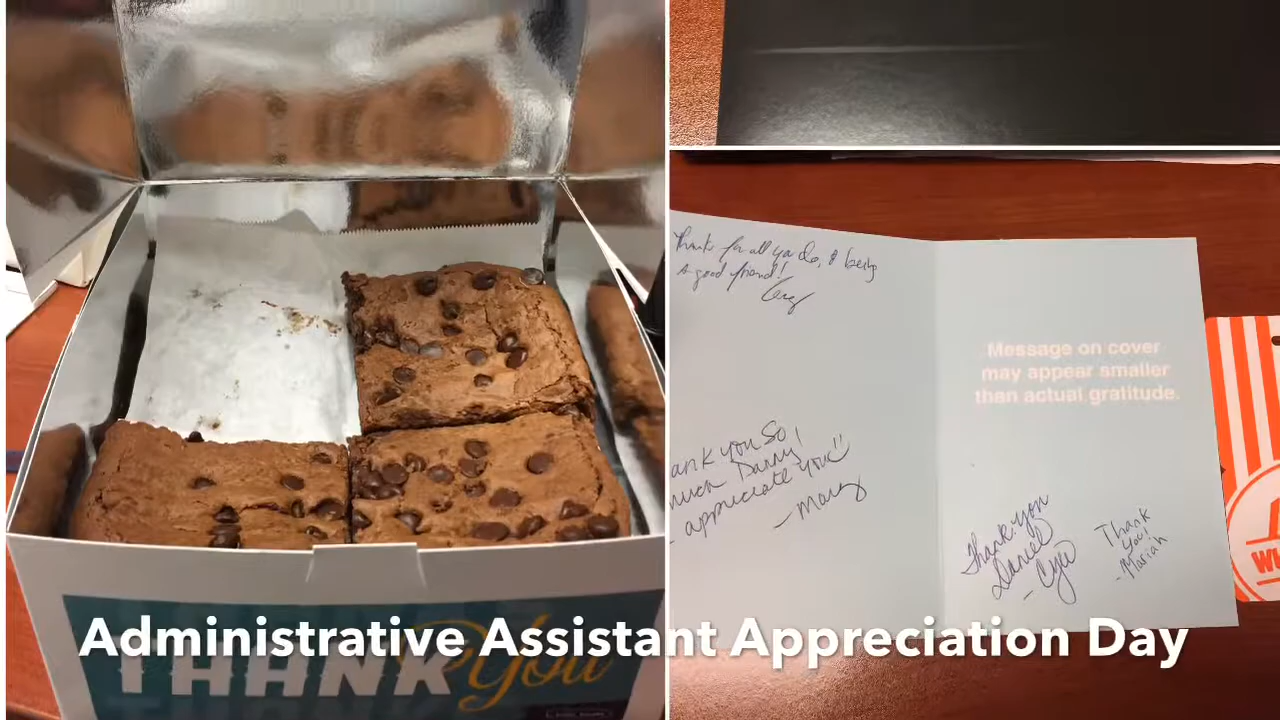 Thanks for all you do, & being
a good friend!
Thank you so
much Danny, I
appreciate you!
- Mary
Message on cover
may appear smaller
than actual gratitude.
Thank you
Daniel
Thank
you!
- Mariah
Administrative Assistant Appreciation Day
THANK You